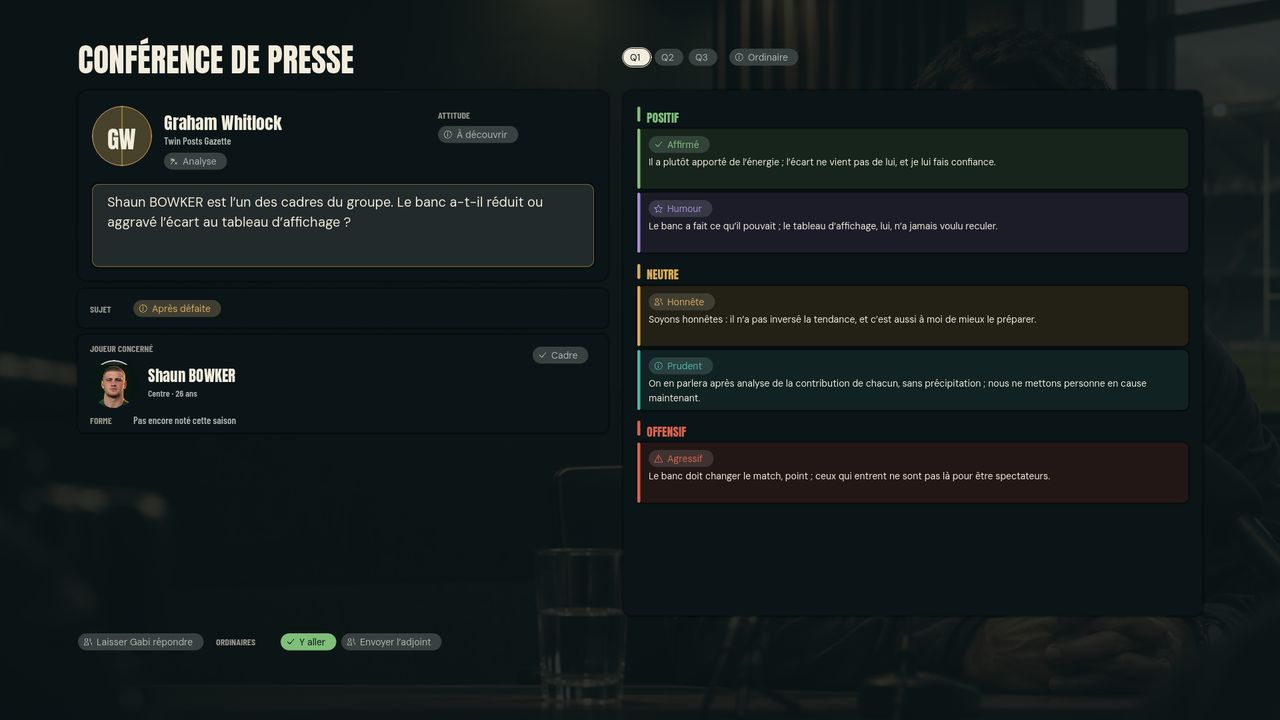 CONFÉRENCE DE PRESSE
GW
Graham Whitlock
Twin Posts Gazette
Analyse
ATTITUDE
À découvrir
Shaun BOWKER est l’un des cadres du groupe. Le banc a-t-il réduit ou
aggravé l’écart au tableau d’affichage ?
SUJET
Après défaite
JOUEUR CONCERNÉ
Cadre
Shaun BOWKER
Centre · 26 ans
FORME
Pas encore noté cette saison
Laisser Gabi répondre
ORDINAIRES
Y aller
Envoyer l’adjoint
Q1
Q2
Q3
Ordinaire
POSITIF
Affirmé
Il a plutôt apporté de l’énergie ; l’écart ne vient pas de lui, et je lui fais confiance.
Humour
Le banc a fait ce qu’il pouvait ; le tableau d’affichage, lui, n’a jamais voulu reculer.
NEUTRE
Honnête
Soyons honnêtes : il n’a pas inversé la tendance, et c’est aussi à moi de mieux le préparer.
Prudent
On en parlera après analyse de la contribution de chacun, sans précipitation ; nous ne mettons personne en cause
maintenant.
OFFENSIF
Agressif
Le banc doit changer le match, point ; ceux qui entrent ne sont pas là pour être spectateurs.